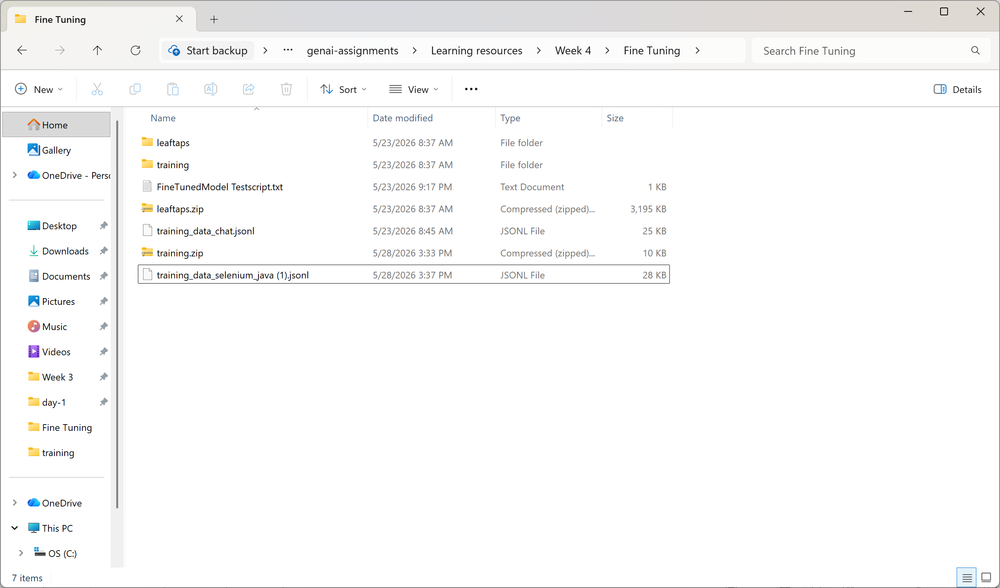 Fine Tuning
Start backup genai-assignments Learning resources Week 4 Fine Tuning Search Fine Tuning
New Sort View Details
Name Date modified Type Size
leaftaps 5/23/2026 8:37 AM File folder
training 5/23/2026 8:37 AM File folder
FineTunedModel Testscript.txt 5/23/2026 9:17 PM Text Document 1 KB
leaftaps.zip 5/23/2026 8:37 AM Compressed (zipped)... 3,195 KB
training_data_chat.jsonl 5/23/2026 8:45 AM JSONL File 25 KB
training.zip 5/28/2026 3:33 PM Compressed (zipped)... 10 KB
training_data_selenium_java (1).jsonl 5/28/2026 3:37 PM JSONL File 28 KB
Home
Gallery
OneDrive - Perso
Desktop
Downloads
Documents
Pictures
Music
Videos
Week 3
day-1
Fine Tuning
training
OneDrive
This PC
OS (C:)
7 items